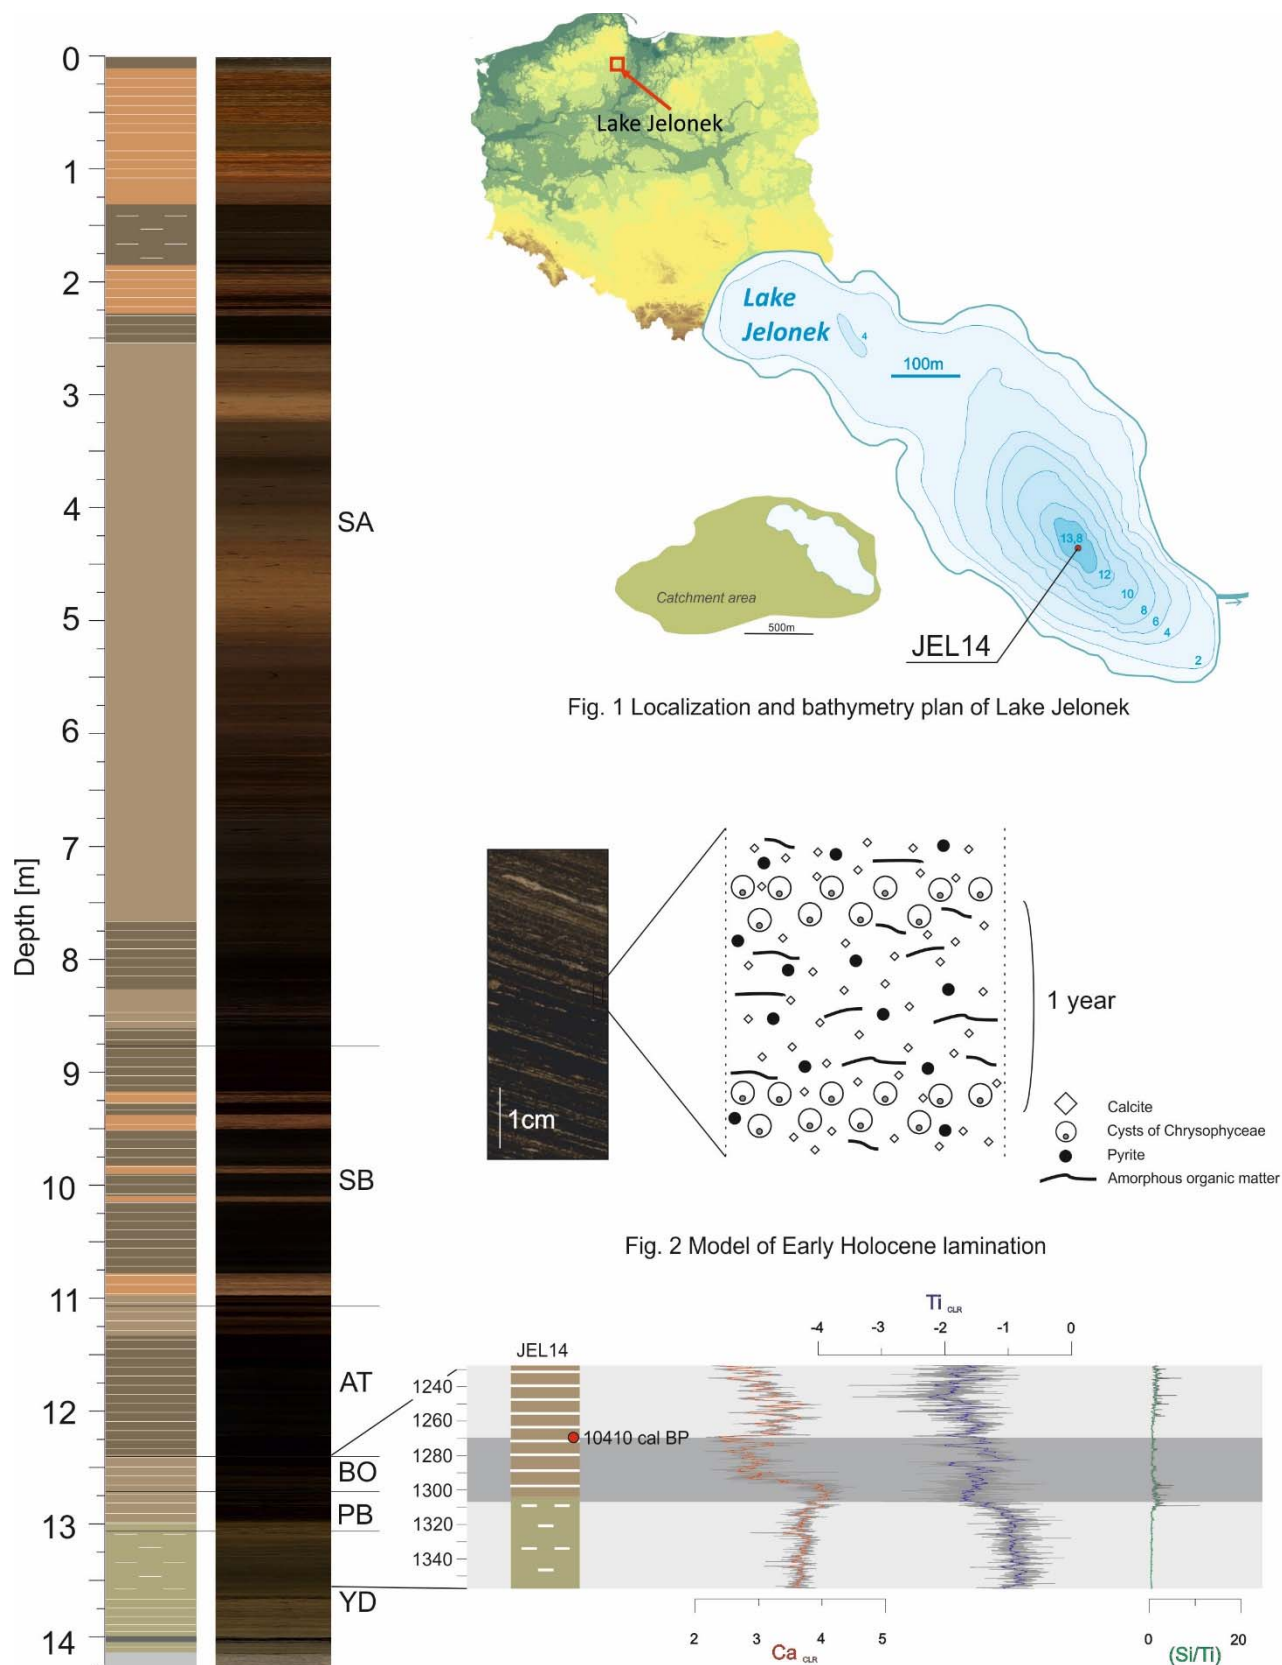 0
1
2
3
4
5
6
7
8
9
10
11
12
13
14
Depth [m]
SA
SB
AT
BO
PB
YD
Lake Jelonek
Lake
Jelonek
4
100m
13,8
12
10
8
6
4
2
Catchment area
500m
JEL14
Fig. 1 Localization and bathymetry plan of Lake Jelonek
1cm
1 year
Calcite
Cysts of Chrysophyceae
Pyrite
Amorphous organic matter
Fig. 2 Model of Early Holocene lamination
Ti CLR
-4 -3 -2 -1 0
JEL14
1240
1260
1280
1300
1320
1340
10410 cal BP
2 3 4 5
Ca CLR
0 20
(Si/Ti)